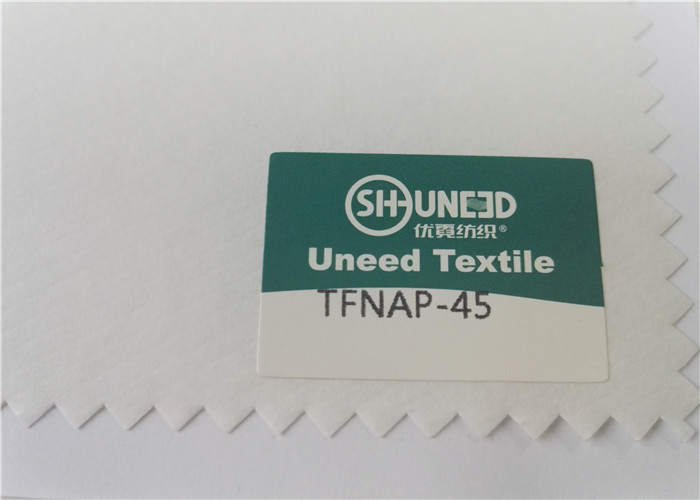 SH-UNEED
优霓纺织®
Uneed Textile
TFNAP-45